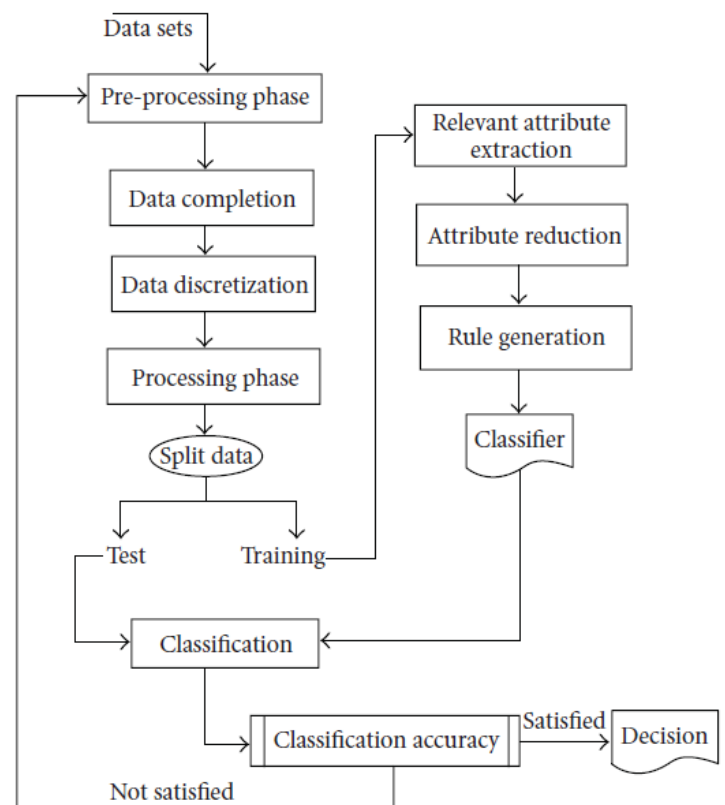 Data sets
Pre-processing phase
Data completion
Data discretization
Processing phase
Split data
Test
Training
Relevant attribute
extraction
Attribute reduction
Rule generation
Classifier
Classification
Classification accuracy
Satisfied
Decision
Not satisfied